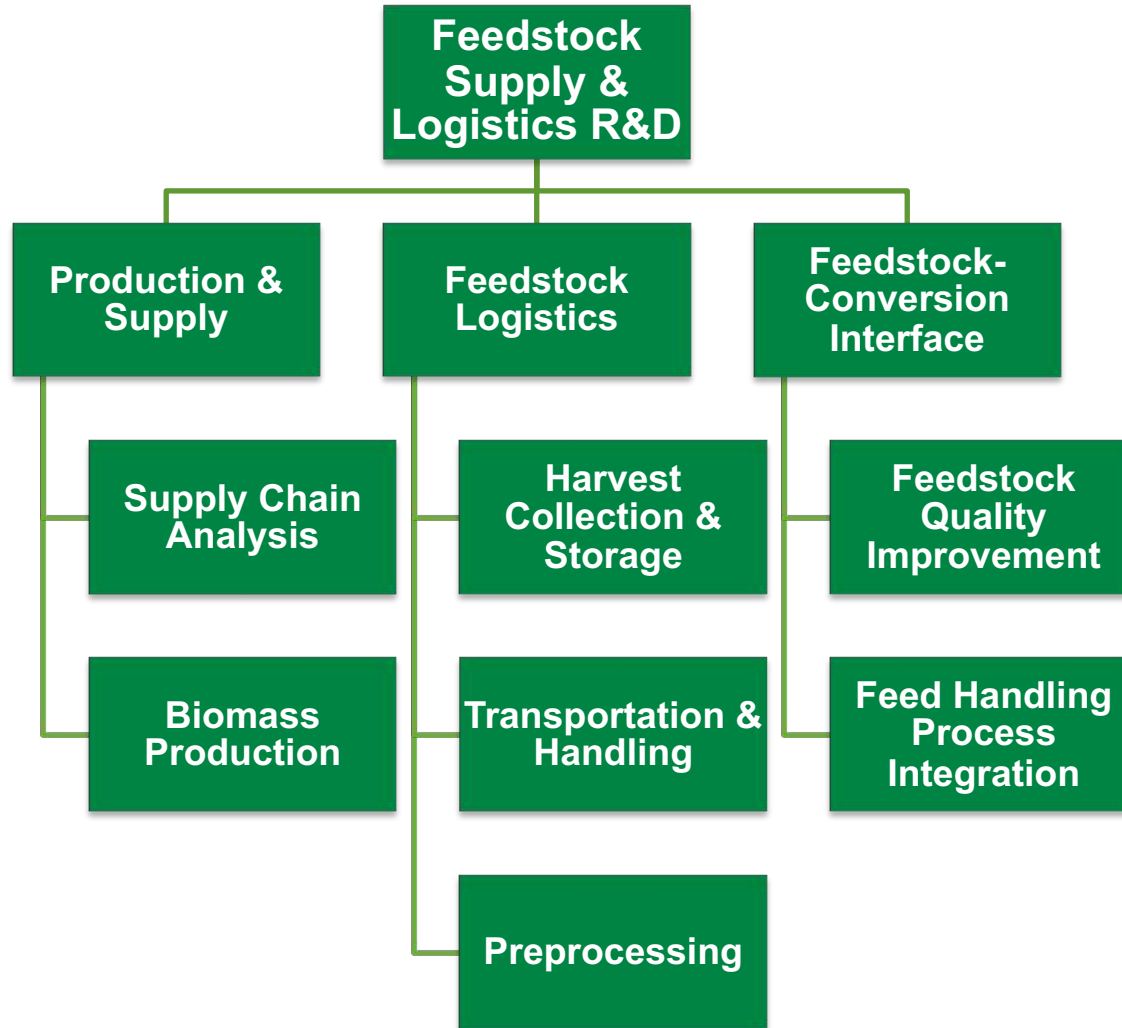 Feedstock
Supply &
Logistics R&D
Production &
Supply
Feedstock
Logistics
Feedstock-
Conversion
Interface
Supply Chain
Analysis
Harvest
Collection &
Storage
Feedstock
Quality
Improvement
Biomass
Production
Transportation &
Handling
Feed Handling
Process
Integration
Preprocessing